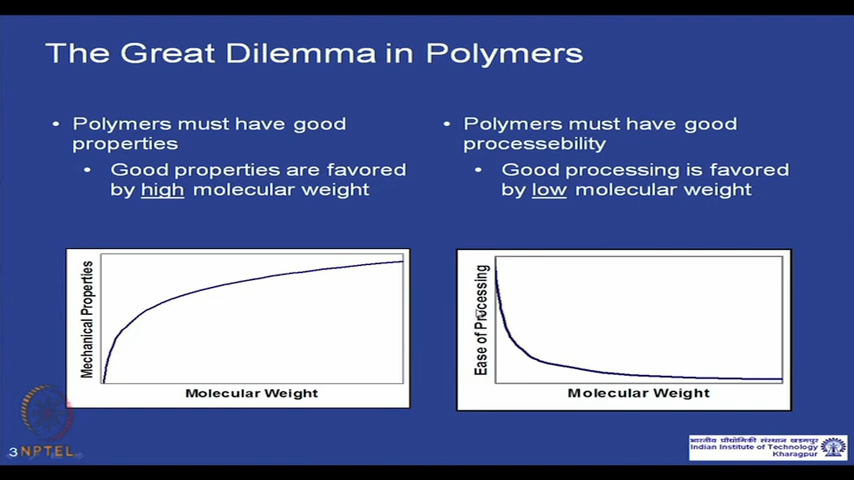 The Great Dilemma in Polymers
• Polymers must have good
properties
• Good properties are favored
by high molecular weight
• Polymers must have good
processebility
• Good processing is favored
by low molecular weight
Mechanical Properties
Molecular Weight
Ease of Processing
Molecular Weight
3
NPTEL
भारतीय प्रौद्योगिकी संस्थान खड़गपुर
Indian Institute of Technology
Kharagpur